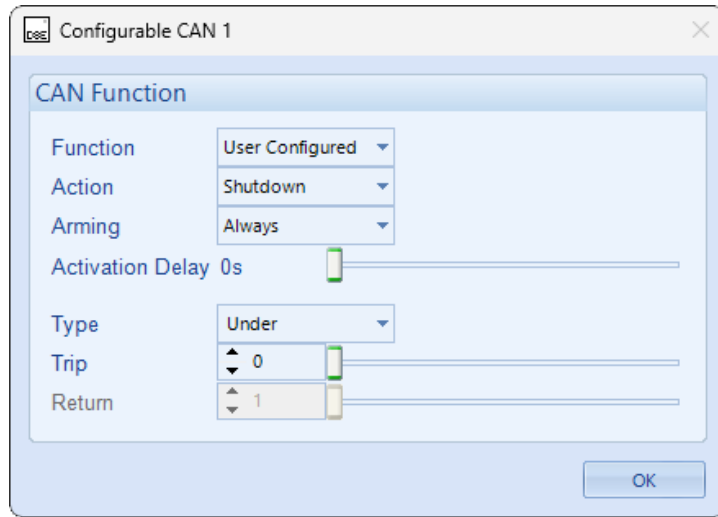 DSE Configurable CAN 1
CAN Function
Function User Configured
Action Shutdown
Arming Always
Activation Delay 0s
Type Under
Trip 0
Return 1
OK